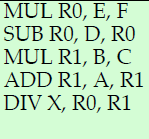 MUL R0, E, F
SUB R0, D, R0
MUL R1, B, C
ADD R1, A, R1
DIV X, R0, R1